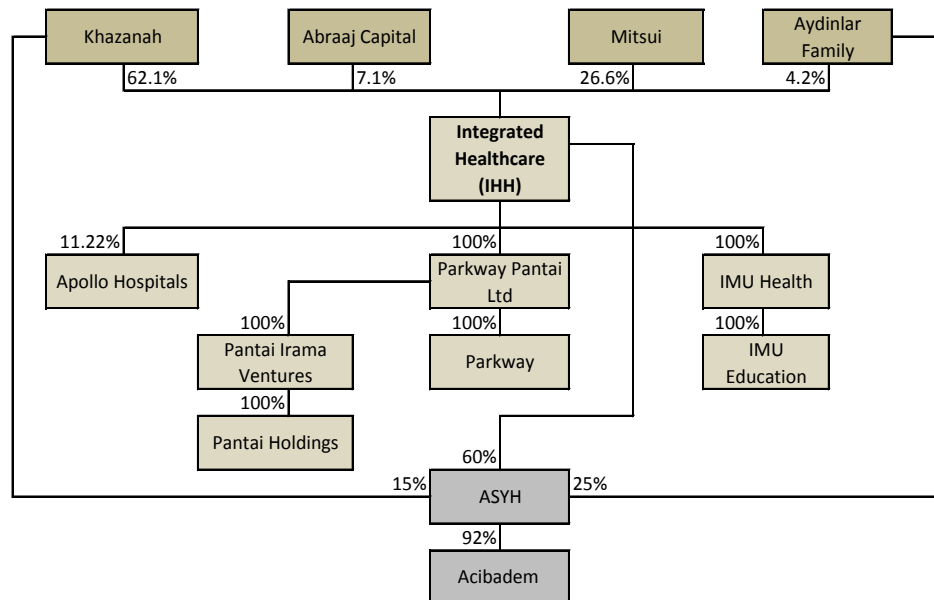 Khazanah
Abraaj Capital
Mitsui
Aydinlar
Family
62.1%
7.1%
26.6%
4.2%
Integrated
Healthcare
(IHH)
11.22%
100%
100%
Apollo Hospitals
Parkway Pantai
Ltd
IMU Health
100%
100%
100%
Pantai Irama
Ventures
Parkway
IMU
Education
100%
Pantai Holdings
60%
15%
ASYH
25%
92%
Acibadem